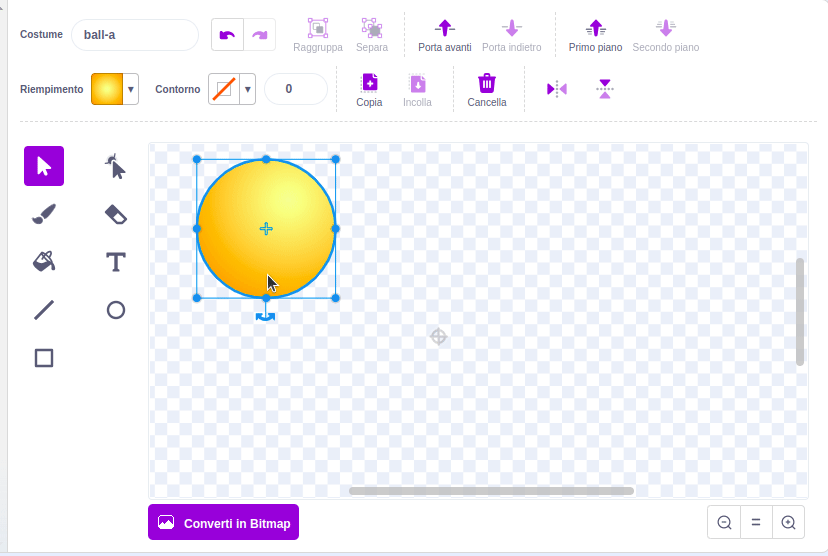 Costume
ball-a
Raggruppa
Separa
Porta avanti
Porta indietro
Primo piano
Secondo piano
Riempimento
Contorno
0
Copia
Incolla
Cancella
T
Converti in Bitmap